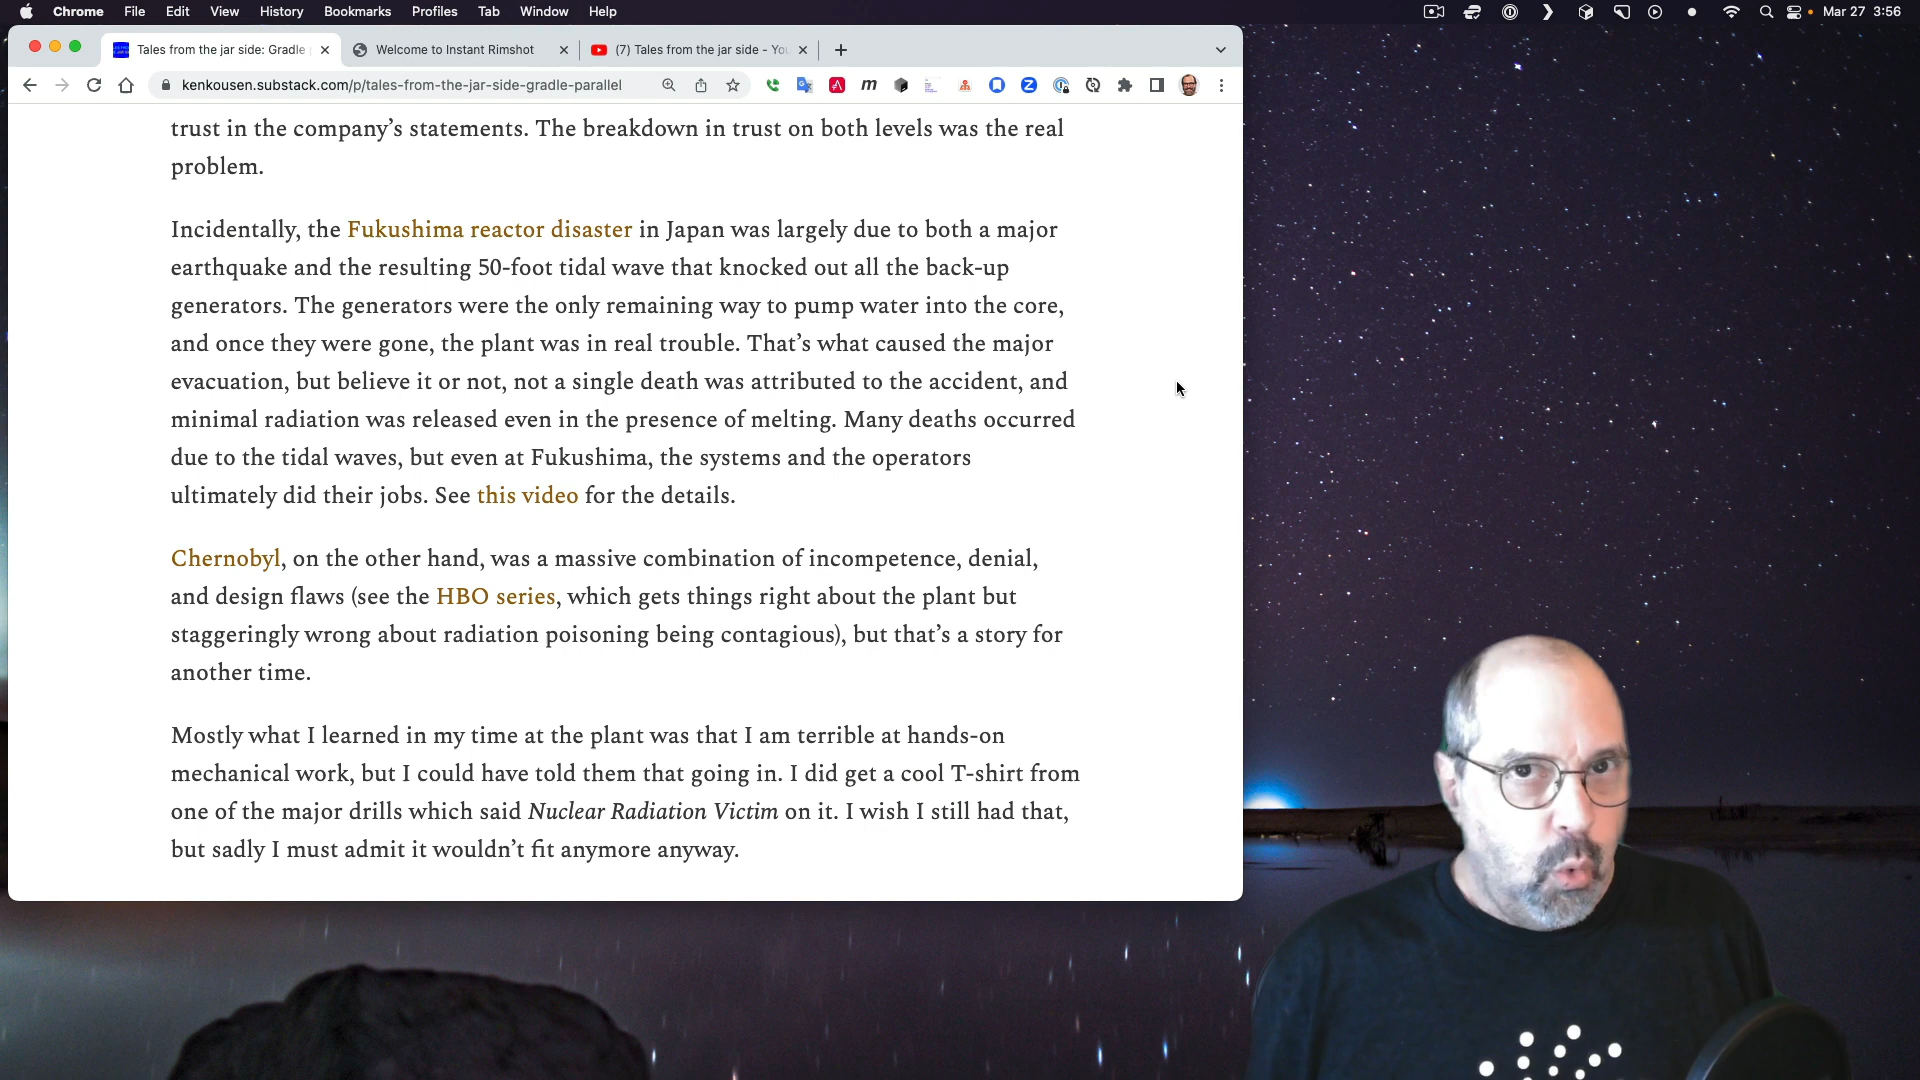 Chrome File Edit View History Bookmarks Profiles Tab Window Help Mar 27 3:56
Tales from the jar side: Gradle Welcome to Instant Rimshot (7) Tales from the jar side - You
kenkousen.substack.com/p/tales-from-the-jar-side-gradle-parallel
trust in the company’s statements. The breakdown in trust on both levels was the real
problem.
Incidentally, the Fukushima reactor disaster in Japan was largely due to both a major
earthquake and the resulting 50-foot tidal wave that knocked out all the back-up
generators. The generators were the only remaining way to pump water into the core,
and once they were gone, the plant was in real trouble. That’s what caused the major
evacuation, but believe it or not, not a single death was attributed to the accident, and
minimal radiation was released even in the presence of melting. Many deaths occurred
due to the tidal waves, but even at Fukushima, the systems and the operators
ultimately did their jobs. See this video for the details.
Chernobyl, on the other hand, was a massive combination of incompetence, denial,
and design flaws (see the HBO series, which gets things right about the plant but
staggeringly wrong about radiation poisoning being contagious), but that’s a story for
another time.
Mostly what I learned in my time at the plant was that I am terrible at hands-on
mechanical work, but I could have told them that going in. I did get a cool T-shirt from
one of the major drills which said Nuclear Radiation Victim on it. I wish I still had that,
but sadly I must admit it wouldn’t fit anymore anyway.